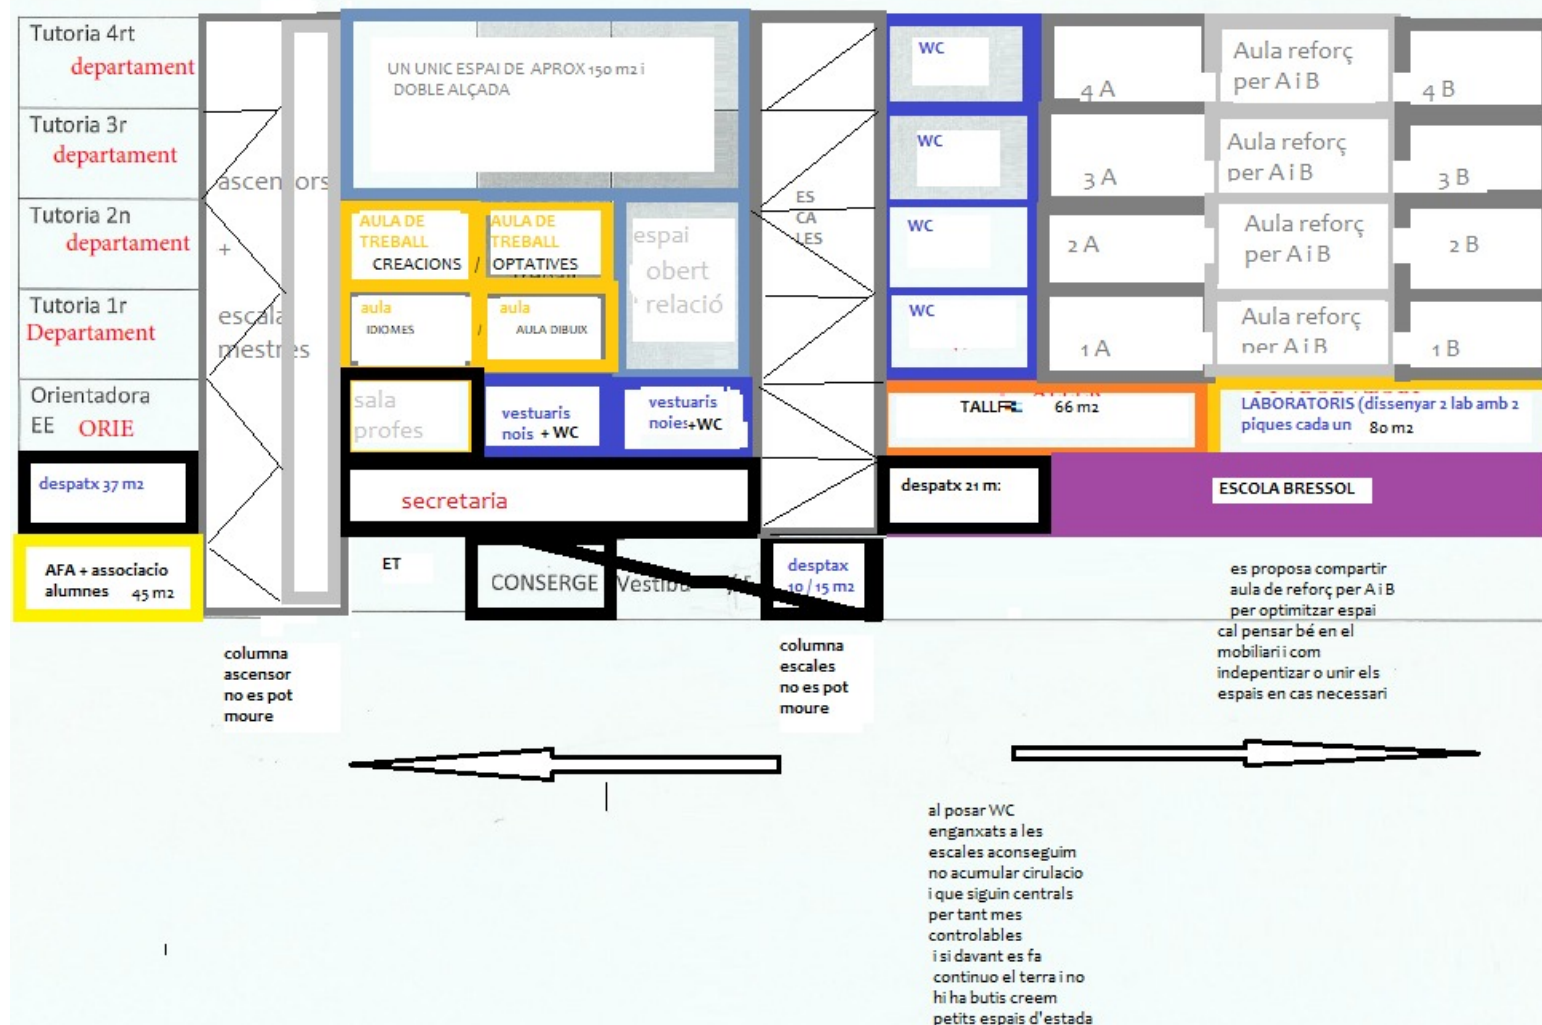 Tutoria 4rt
departament
Tutoria 3r
departament
Tutoria 2n
departament
Tutoria 1r
Departament
Orientadora
EE ORIE
despatx 37 m2
AFA + associacio
alumnes 45 m2
ascensors
+
escala
mestres
UN UNIC ESPAI DE APROX 150 m2 i
DOBLE ALÇADA
AULA DE
TREBALL
CREACIONS /
AULA DE
TREBALL
OPTATIVES
espai
obert
relació
aula
IDIOMES /
aula
AULA DIBUIX
sala
profes
vestuaris
nois + WC
vestuaris
noies+WC
secretaria
ET
CONSERGE
desptax
10 / 15 m2
ES
CA
LES
WC
WC
WC
WC
4 A
Aula reforç
per A i B
4 B
3 A
Aula reforç
per A i B
3 B
2 A
Aula reforç
per A i B
2 B
1 A
Aula reforç
per A i B
1 B
66 m2
LABORATORIS (dissenyar 2 lab amb 2
piques cada un 80 m2
despatx 21 m:
ESCOLA BRESSOL
columna
ascensor
no es pot
moure
columna
escales
no es pot
moure
es proposa compartir
aula de reforç per A i B
per optimitzar espai
cal pensar bé en el
mobiliari i com
indepentizar o unir els
espais en cas necessari
al posar WC
enganxats a les
escales aconseguim
no acumular cirulacio
i que siguin centrals
per tant mes
controlables
i si davant es fa
continuo el terra i no
hi ha butis creem
petits espais d'estada